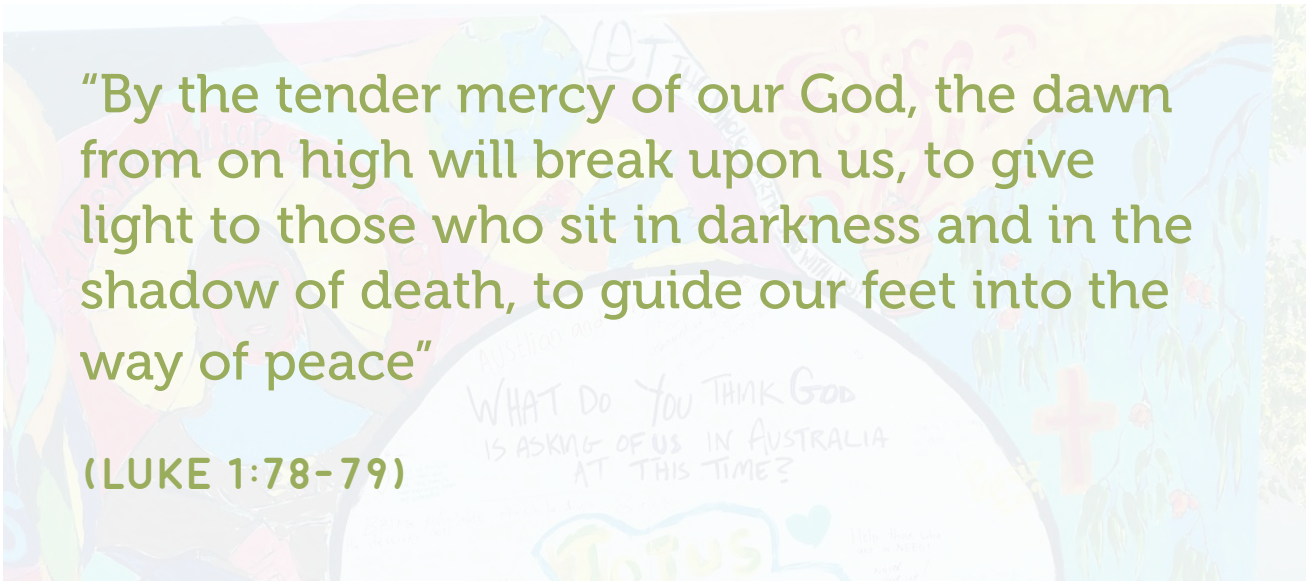 “By the tender mercy of our God, the dawn
from on high will break upon us, to give
light to those who sit in darkness and in the
shadow of death, to guide our feet into the
way of peace”
(LUKE 1:78-79)
LET
WHAT DO YOU THINK GOD
IS ASKING OF US IN AUSTRALIA
AT THIS TIME?
TOTUS